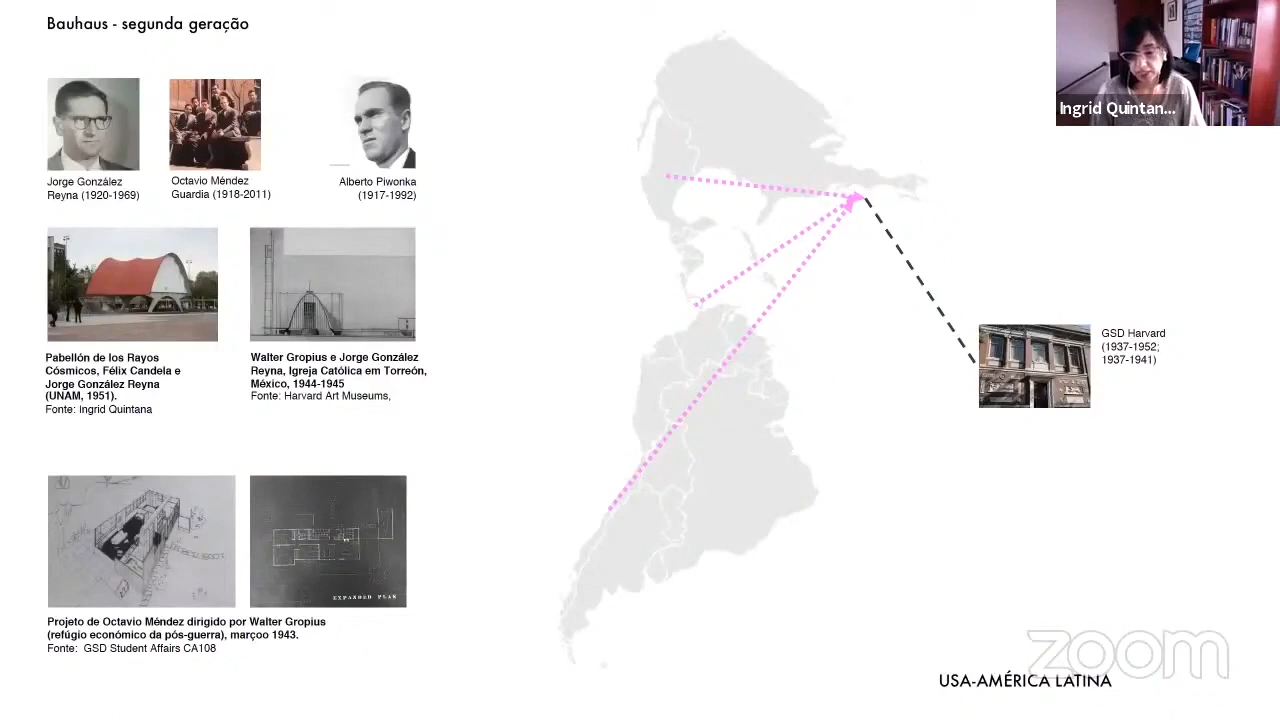 Bauhaus - segunda geração
Ingrid Quintan...
Jorge González
Reyna (1920-1969)
Octavio Méndez
Guardia (1918-2011)
Alberto Piwonka
(1917-1992)
Pabellón de los Rayos
Cósmicos, Félix Candela e
Jorge González Reyna
(UNAM, 1951).
Fonte: Ingrid Quintana
Walter Gropius e Jorge González
Reyna, Igreja Católica em Torreón,
México, 1944-1945
Fonte: Harvard Art Museums,
GSD Harvard
(1937-1952;
1937-1941)
EXPANDED PLAN
Projeto de Octavio Méndez dirigido por Walter Gropius
(refúgio económico da pós-guerra), marçoo 1943.
Fonte: GSD Student Affairs CA108
zoom
USA-AMÉRICA LATINA